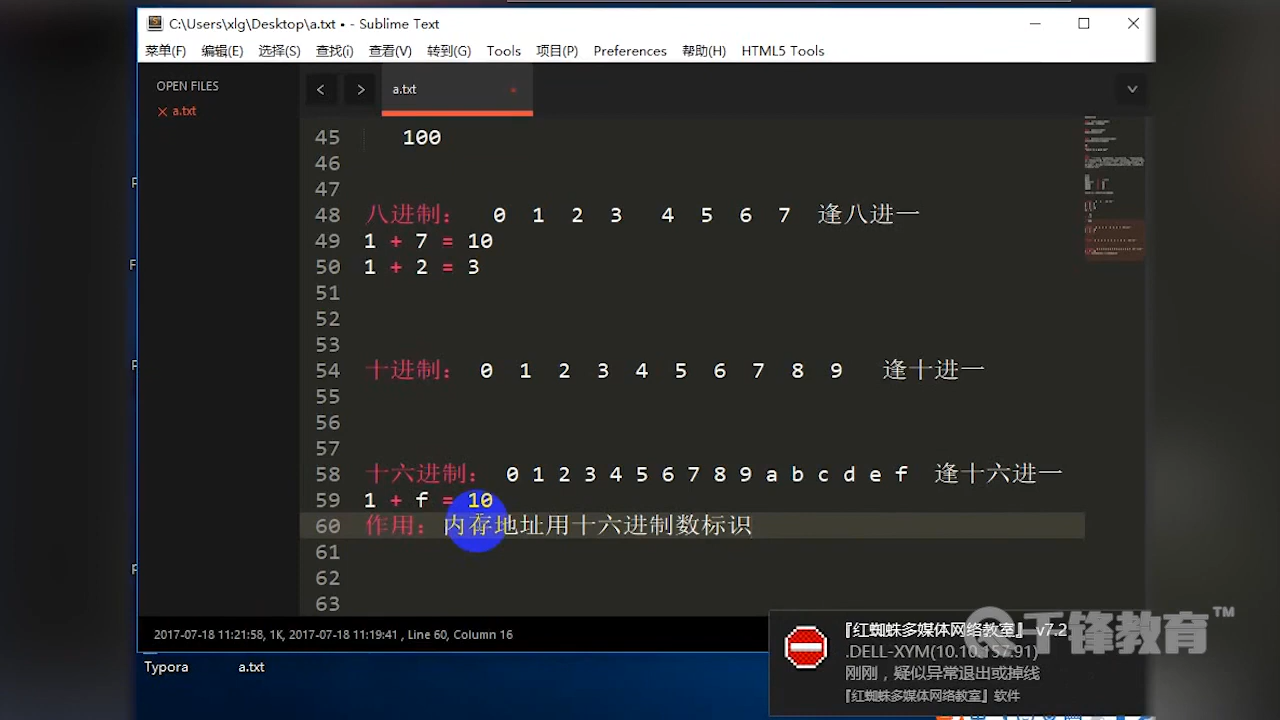 C:\Users\xlg\Desktop\a.txt • - Sublime Text
菜单(F) 编辑(E) 选择(S) 查找(i) 查看(V) 转到(G) Tools 项目(P) Preferences 帮助(H) HTML5 Tools
OPEN FILES
a.txt
a.txt
45 100
46
47
48 八进制： 0 1 2 3 4 5 6 7 逢八进一
49 1 + 7 = 10
50 1 + 2 = 3
51
52
53
54 十进制： 0 1 2 3 4 5 6 7 8 9 逢十进一
55
56
57
58 十六进制： 0 1 2 3 4 5 6 7 8 9 a b c d e f 逢十六进一
59 1 + f = 10
60 作用：内存地址用十六进制数标识
61
62
63
2017-07-18 11:21:58, 1K, 2017-07-18 11:19:41 , Line 60, Column 16
Typora a.txt
『红蜘蛛多媒体网络教室』 v7.2
.DELL-XYM(10.10.157.91)
刚刚，疑似异常退出或掉线
『红蜘蛛多媒体网络教室』软件
千锋教育™